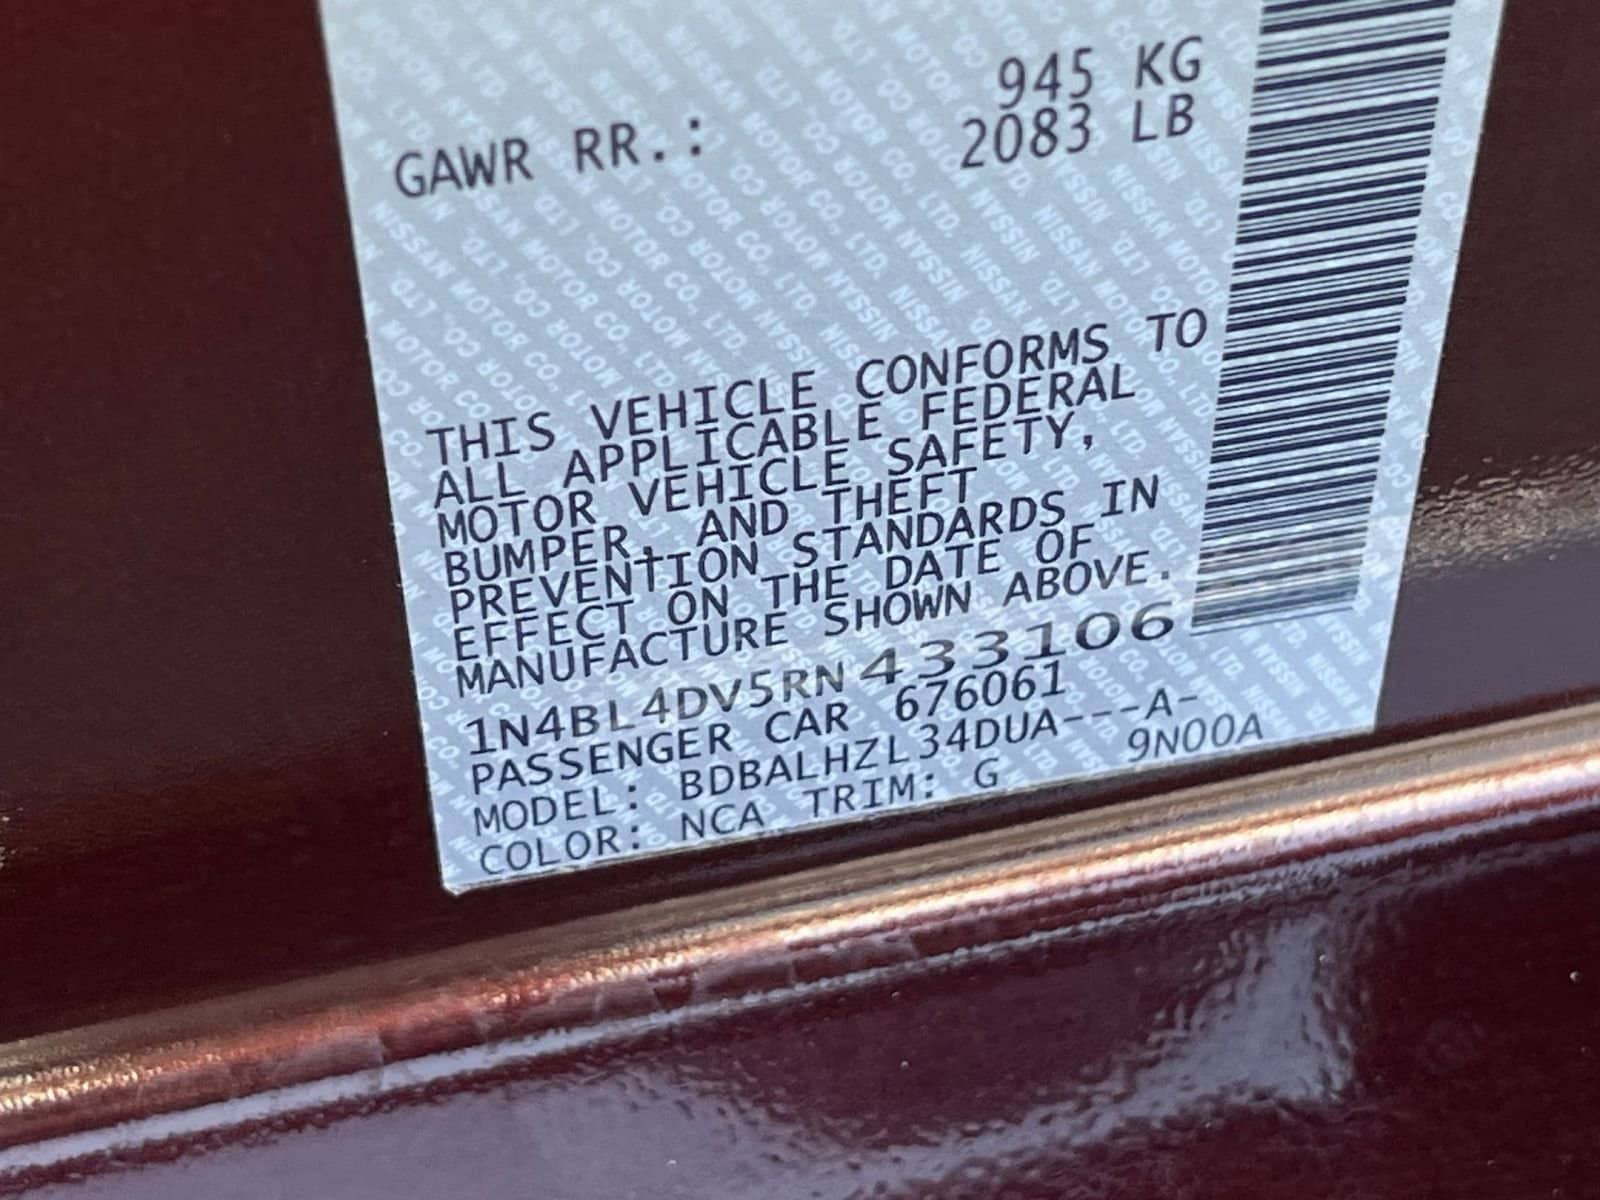 945 KG
GAWR RR.: 2083 LB
THIS VEHICLE CONFORMS TO
ALL APPLICABLE FEDERAL
MOTOR VEHICLE SAFETY,
BUMPER, AND THEFT
PREVENTION STANDARDS IN
EFFECT ON THE DATE OF
MANUFACTURE SHOWN ABOVE.
1N4BL4DV5RN433106
PASSENGER CAR 676061
MODEL: BDBALHZL34DUA---A-
COLOR: NCA TRIM: G 9N00A